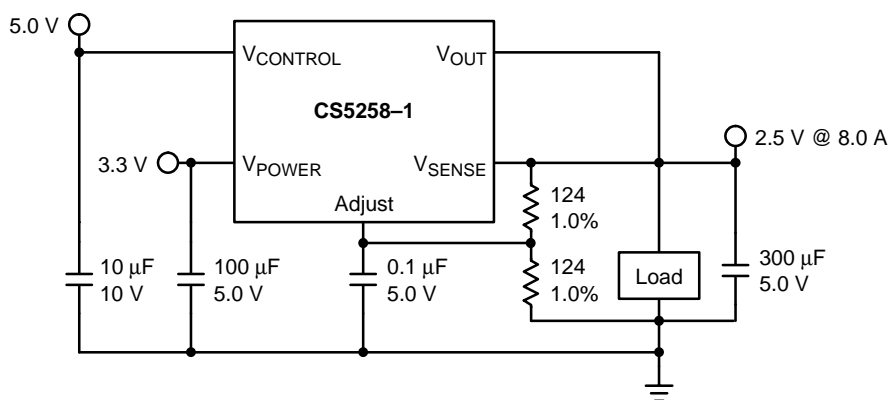 5.0 V
VCONTROL
VOUT
CS5258–1
3.3 V
VPOWER
VSENSE
2.5 V @ 8.0 A
Adjust
124
1.0%
10 μF
10 V
100 μF
5.0 V
0.1 μF
5.0 V
124
1.0%
Load
300 μF
5.0 V